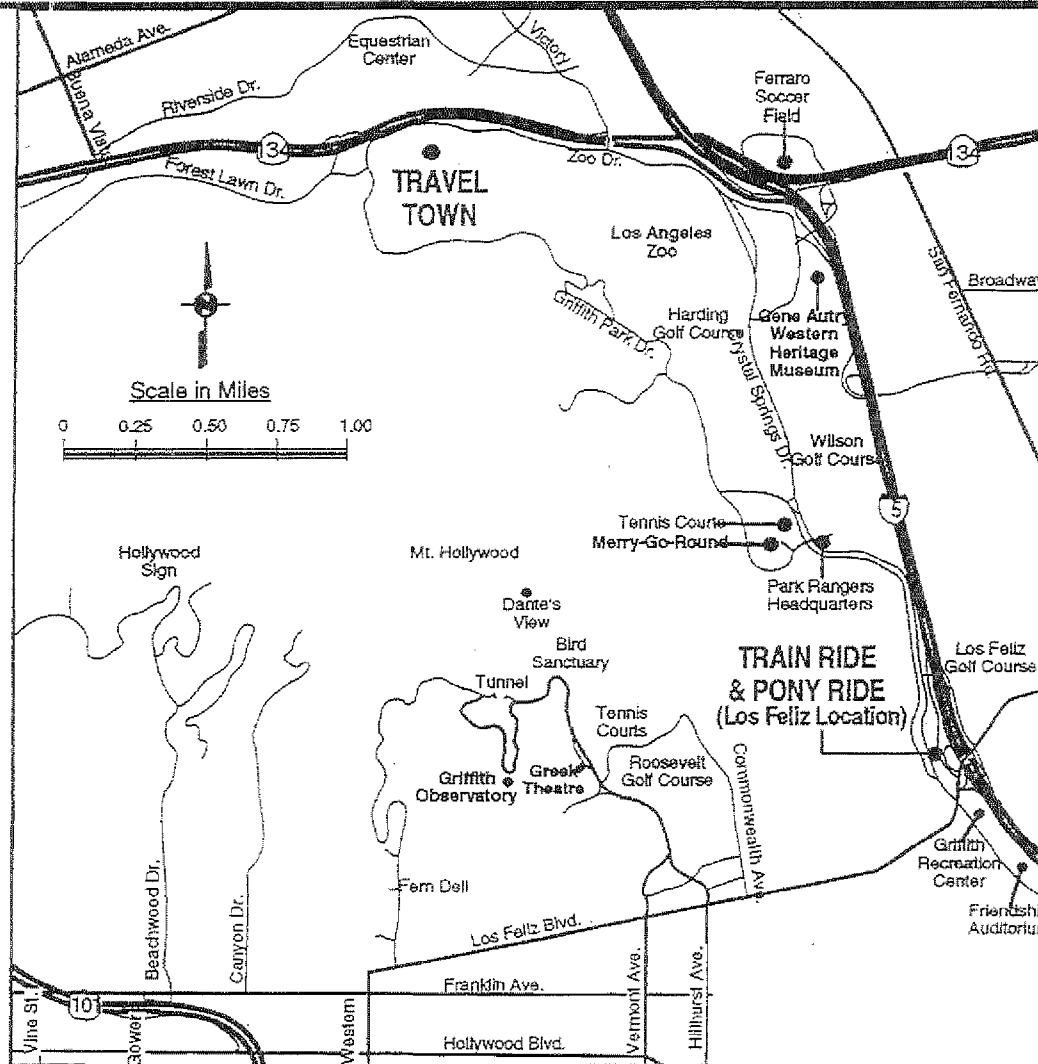 Alameda Ave.
Buena Vista
Riverside Dr.
Equestrian
Center
Victory
Ferraro
Soccer
Field
134
134
Forest Lawn Dr.
Zoo Dr.
TRAVEL
TOWN
Los Angeles
Zoo
San Fernando Rd.
Broadwa
N
Griffith Park Dr.
Harding
Golf Course
Gene Autry
Western
Heritage
Museum
Crystal Springs Dr.
Scale in Miles
0 0.25 0.50 0.75 1.00
Wilson
Golf Cours
5
Tennis Courts
Merry-Go-Round
Hollywood
Sign
Mt. Hollywood
Park Rangers
Headquarters
Dante's
View
Bird
Sanctuary
TRAIN RIDE
& PONY RIDE
(Los Feliz Location)
Los Feliz
Golf Course
Tunnel
Tennis
Courts
Griffith
Observatory
Greek
Theatre
Roosevelt
Golf Course
Commonwealth Ave.
Griffith
Recreation
Center
Friendshi
Auditoriu
Beachwood Dr.
Canyon Dr.
Fern Dell
Los Feliz Blvd.
Franklin Ave.
Vermont Ave.
Hillhurst Ave.
101
Vine St.
Gower
Western
Hollywood Blvd.